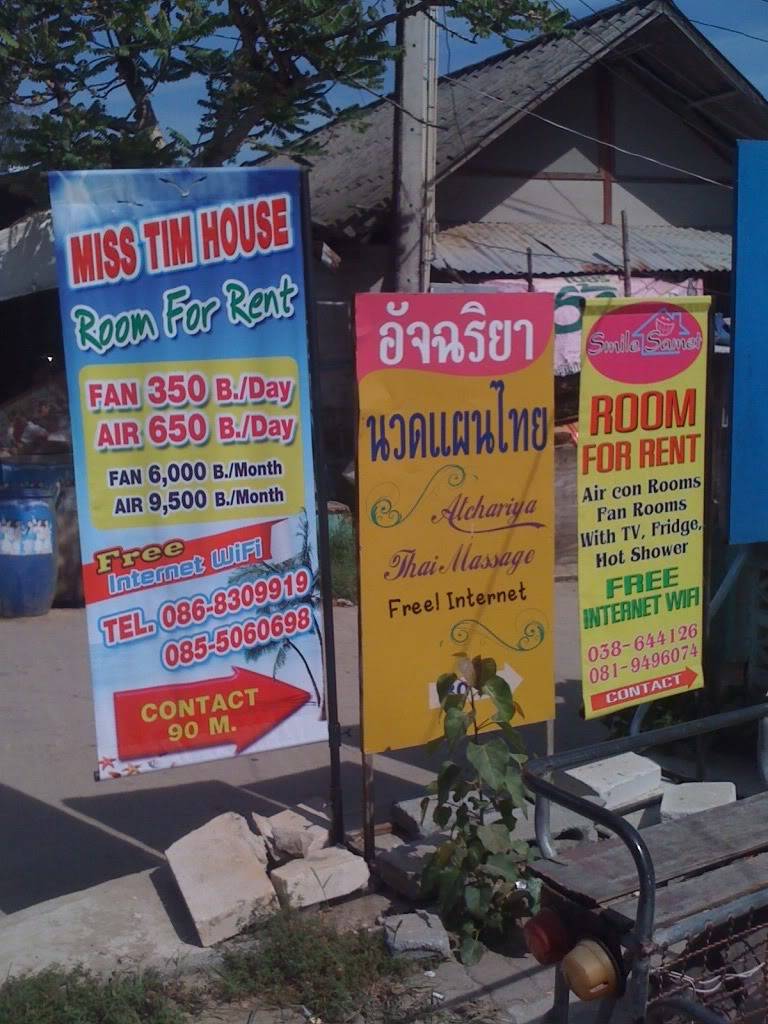 MISS TIM HOUSE
Room For Rent
FAN 350 B./Day
AIR 650 B./Day
FAN 6,000 B./Month
AIR 9,500 B./Month
Free
Internet WiFi
TEL. 086-8309919
085-5060698
CONTACT
90 M.
อัจฉริยา
นวดแผนไทย
Atchariya
Thai Massage
Free! Internet
Smile Samet
ROOM
FOR RENT
Air con Rooms
Fan Rooms
With TV, Fridge,
Hot Shower
FREE
INTERNET WIFI
038-644126
081-9496074
CONTACT